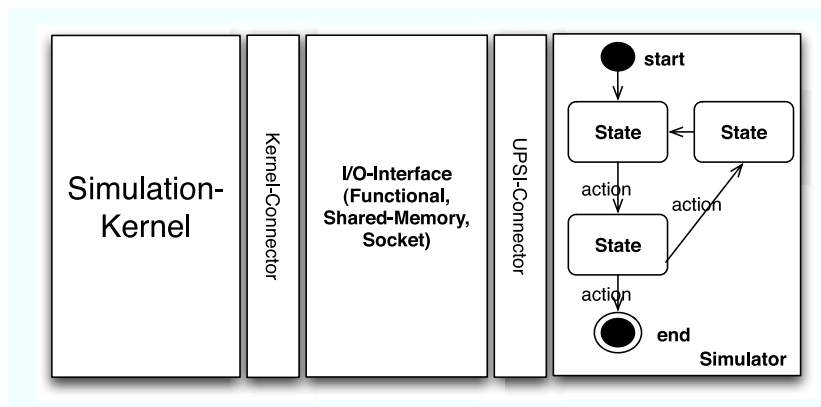 Simulation-
Kernel
Kernel-Connector
I/O-Interface
(Functional,
Shared-Memory,
Socket)
UPSI-Connector
start
State
State
action
action
State
action
end
Simulator